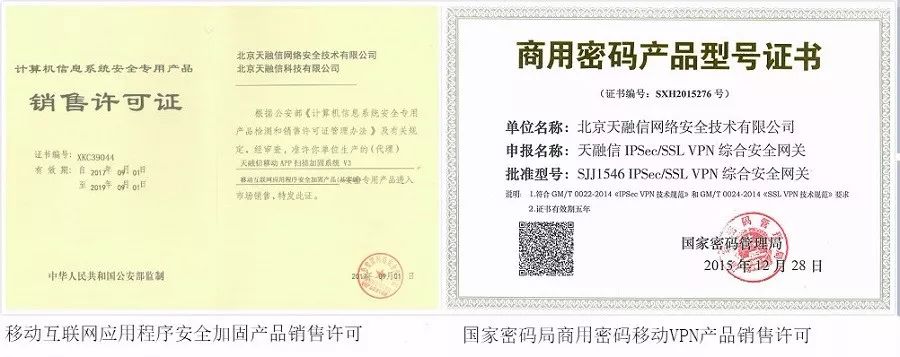 计算机信息系统安全专用产品
销售许可证
证书编号: XKC39044
有 效 期: 自 2017 年 09月 01日
至 2019 年 09月 01日
中华人民共和国公安部监制
北京天融信网络安全技术有限公司
北京天融信科技有限公司
根据公安部《计算机信息系统安全专用
产品检测和销售许可证管理办法》及有关规
定，经审查，准许你单位生产的（代理）
天融信移动APP扫描加固系统 V3
移动互联网应用程序安全加固产品 安全专用产品进入
市场销售，特发此证。
2017年 09月01日
移动互联网应用程序安全加固产品销售许可
商用密码产品型号证书
（证书编号：SXH2015276 号）
单位名称：北京天融信网络安全技术有限公司
申报名称：天融信 IPSec/SSL VPN 综合安全网关
批准型号：SJJ1546 IPSec/SSL VPN 综合安全网关
说明: 1.符合 GM/T 0022-2014《IPSec VPN 技术规范》和 GM/T 0024-2014《SSL VPN 技术规范》要求
2.证书有效期五年
国家密码管理局
2015 年 12 月 28 日
国家密码局商用密码移动VPN产品销售许可